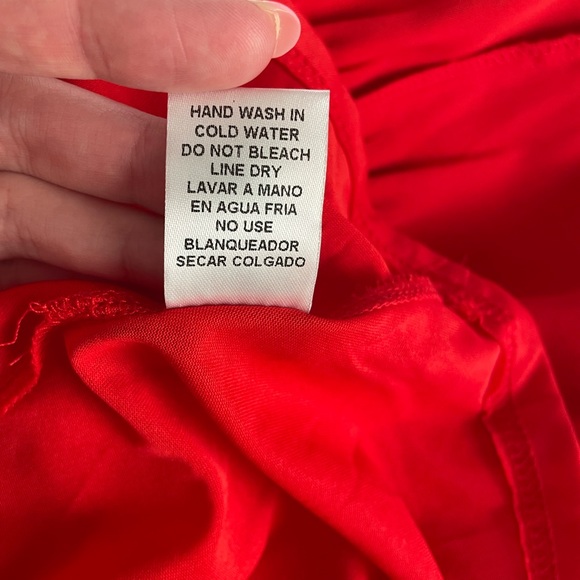 HAND WASH IN
COLD WATER
DO NOT BLEACH
LINE DRY
LAVAR A MANO
EN AGUA FRIA
NO USE
BLANQUEADOR
SECAR COLGADO